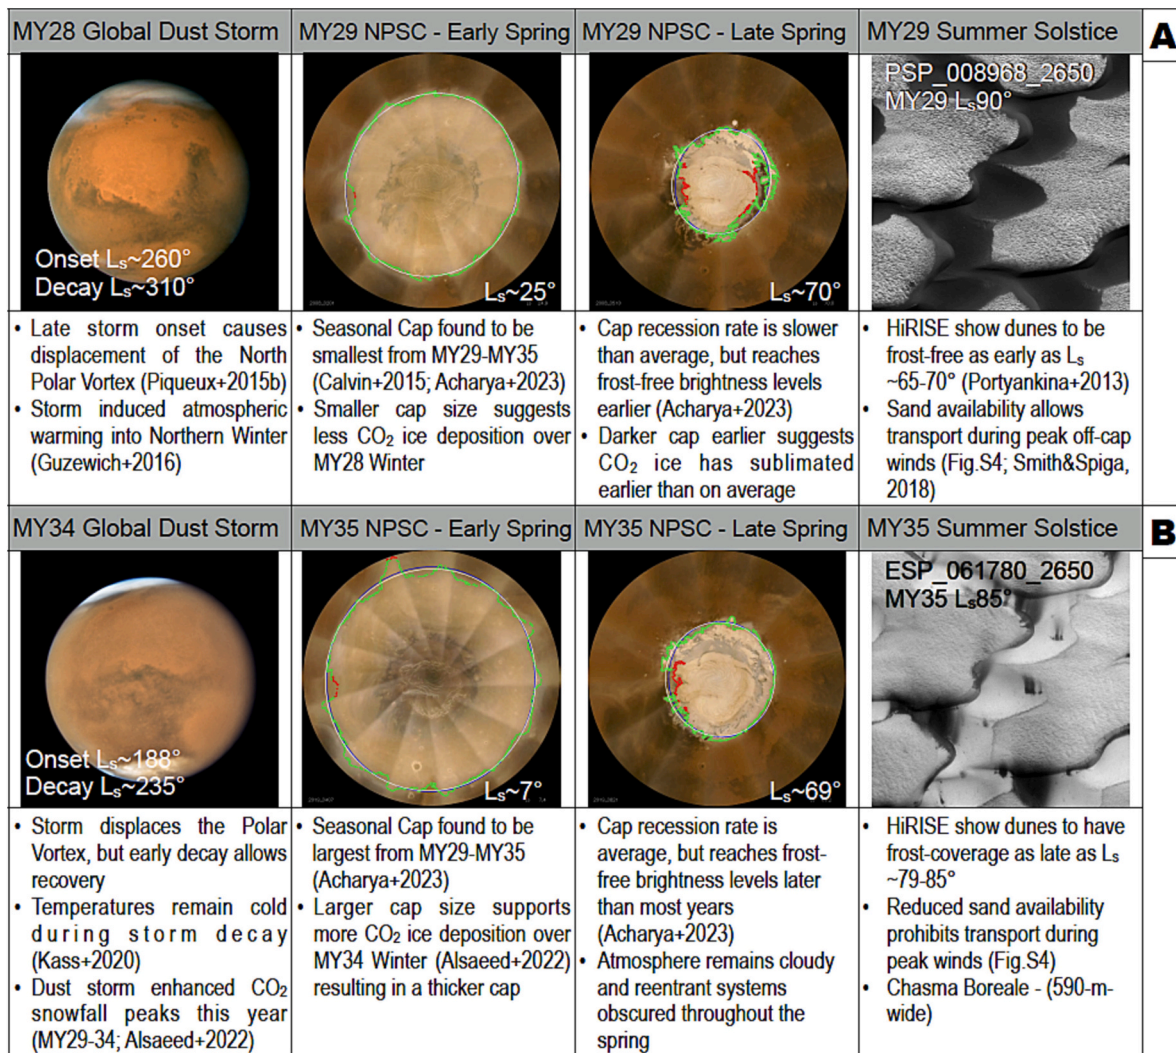 MY28 Global Dust Storm
MY29 NPSC - Early Spring
MY29 NPSC - Late Spring
MY29 Summer Solstice
A
Onset Ls~260°
Decay Ls~310°
Ls~25°
Ls~70°
PSP_008968_2650
MY29 Ls90°
• Late storm onset causes
displacement of the North
Polar Vortex (Piqueux+2015b)
• Storm induced atmospheric
warming into Northern Winter
(Guzewich+2016)
• Seasonal Cap found to be
smallest from MY29-MY35
(Calvin+2015; Acharya+2023)
• Smaller cap size suggests
less CO2 ice deposition over
MY28 Winter
• Cap recession rate is slower
than average, but reaches
frost-free brightness levels
earlier (Acharya+2023)
• Darker cap earlier suggests
CO2 ice has sublimated
earlier than on average
• HiRISE show dunes to be
frost-free as early as Ls
~65-70° (Portyankina+2013)
• Sand availability allows
transport during peak off-cap
winds (Fig.S4; Smith&Spiga,
2018)
MY34 Global Dust Storm
MY35 NPSC - Early Spring
MY35 NPSC - Late Spring
MY35 Summer Solstice
B
Onset Ls~188°
Decay Ls~235°
Ls~7°
Ls~69°
ESP_061780_2650
MY35 Ls85°
• Storm displaces the Polar
Vortex, but early decay allows
recovery
• Temperatures remain cold
during storm decay
(Kass+2020)
• Dust storm enhanced CO2
snowfall peaks this year
(MY29-34; Alsaeed+2022)
• Seasonal Cap found to be
largest from MY29-MY35
(Acharya+2023)
• Larger cap size supports
more CO2 ice deposition over
MY34 Winter (Alsaeed+2022)
resulting in a thicker cap
• Cap recession rate is
average, but reaches frost-
free brightness levels later
than most years
(Acharya+2023)
• Atmosphere remains cloudy
and reentrant systems
obscured throughout the
spring
• HiRISE show dunes to have
frost-coverage as late as Ls
~79-85°
• Reduced sand availability
prohibits transport during
peak winds (Fig.S4)
• Chasma Boreale - (590-m-
wide)